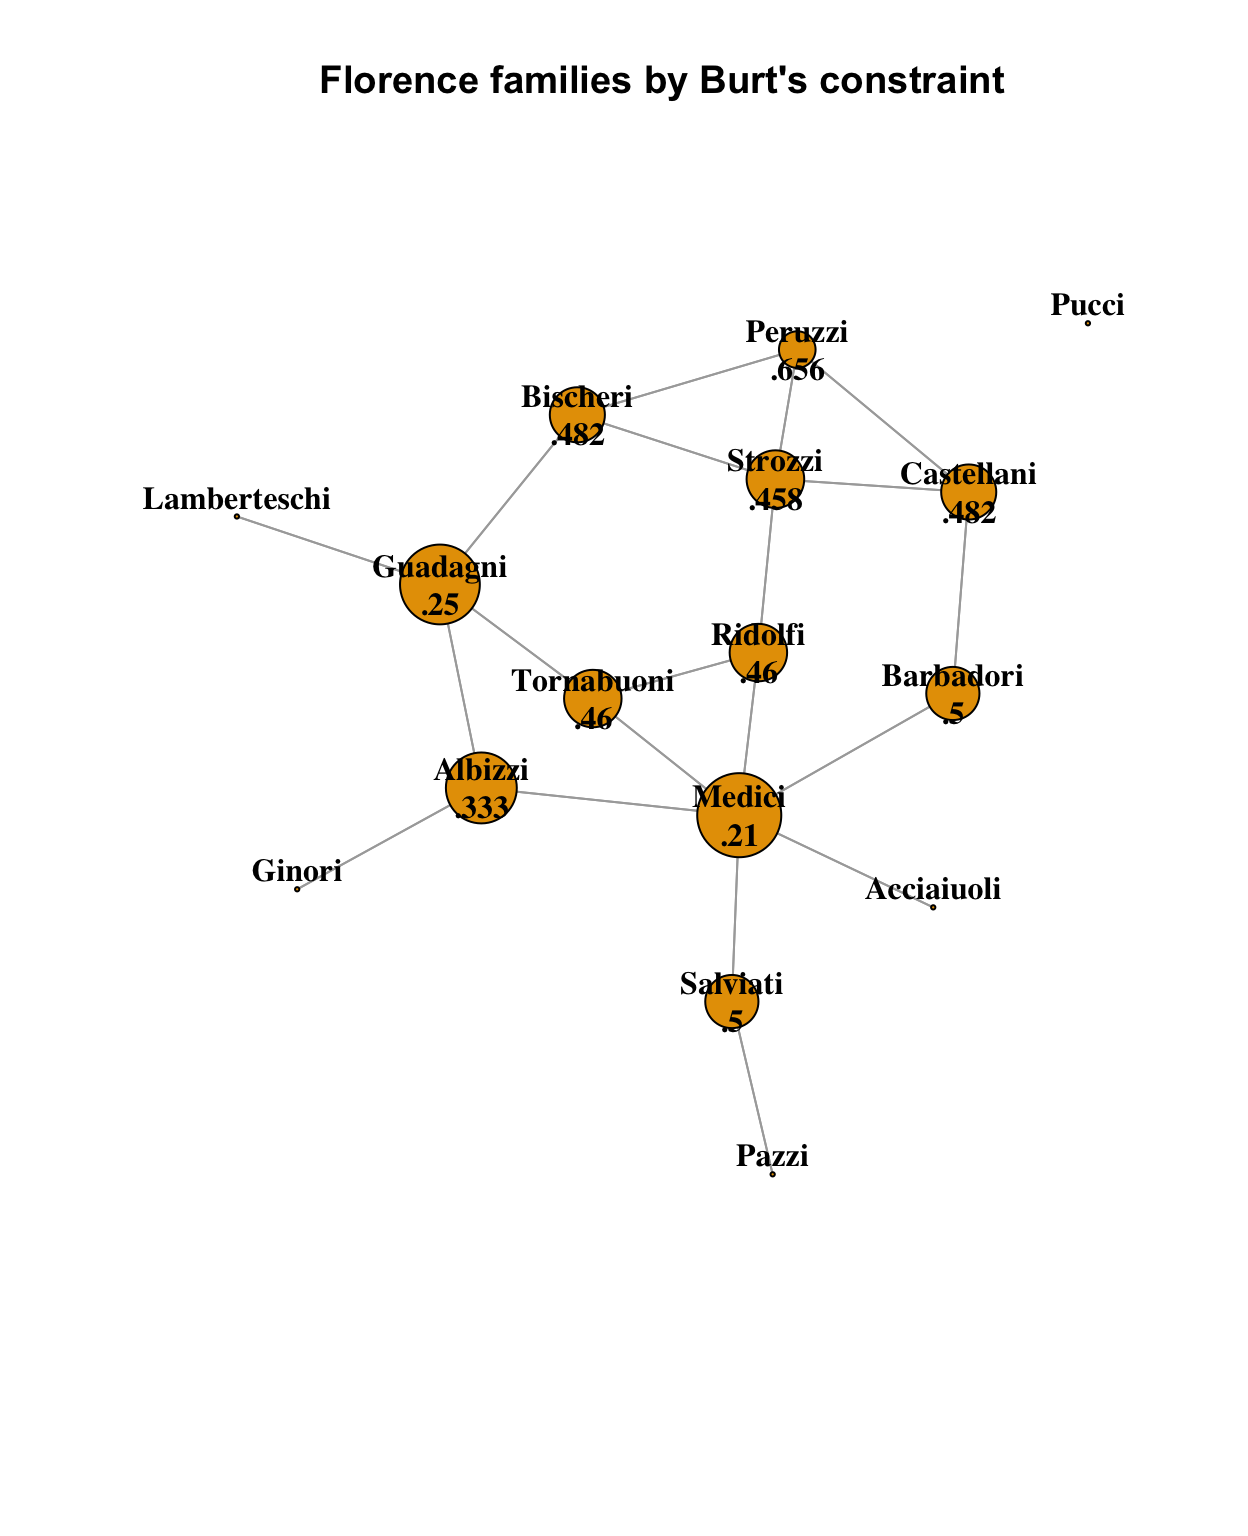 Florence families by Burt's constraint
Pucci
Peruzzi
.656
Bischeri
.482
Strozzi
.458
Castellani
.482
Lamberteschi
Guadagni
.25
Ridolfi
.46
Tornabuoni
.46
Barbadori
.5
Albizzi
.333
Medici
.21
Ginori
Acciaiuoli
Salviati
.5
Pazzi